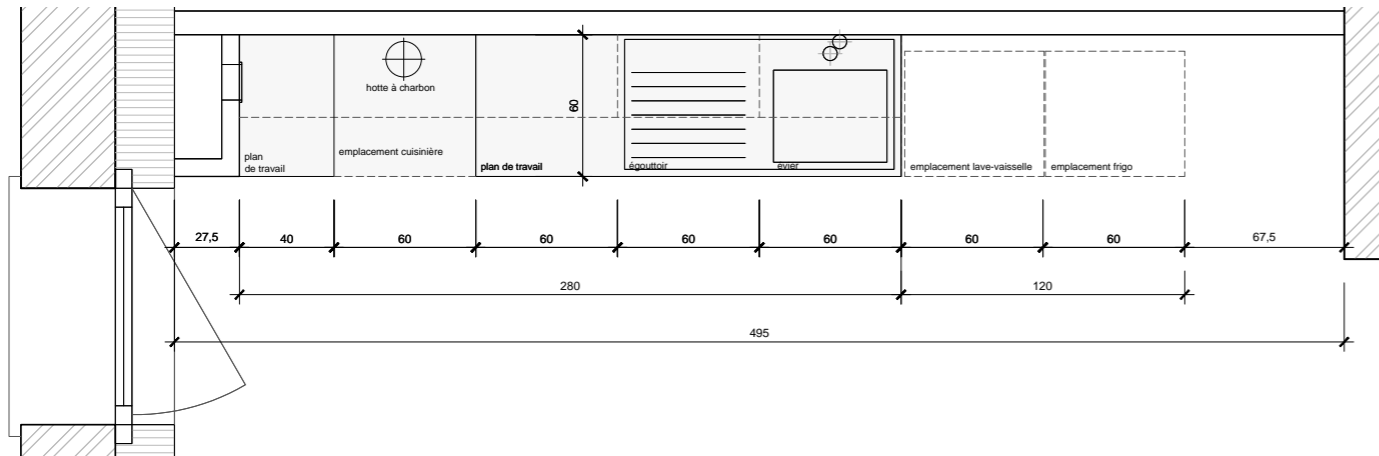 hotte à charbon
60
plan
de travail
emplacement cuisinière
plan de travail
égouttoir
evier
emplacement lave-vaisselle
emplacement frigo
27,5
40
60
60
60
60
60
60
67,5
280
120
495